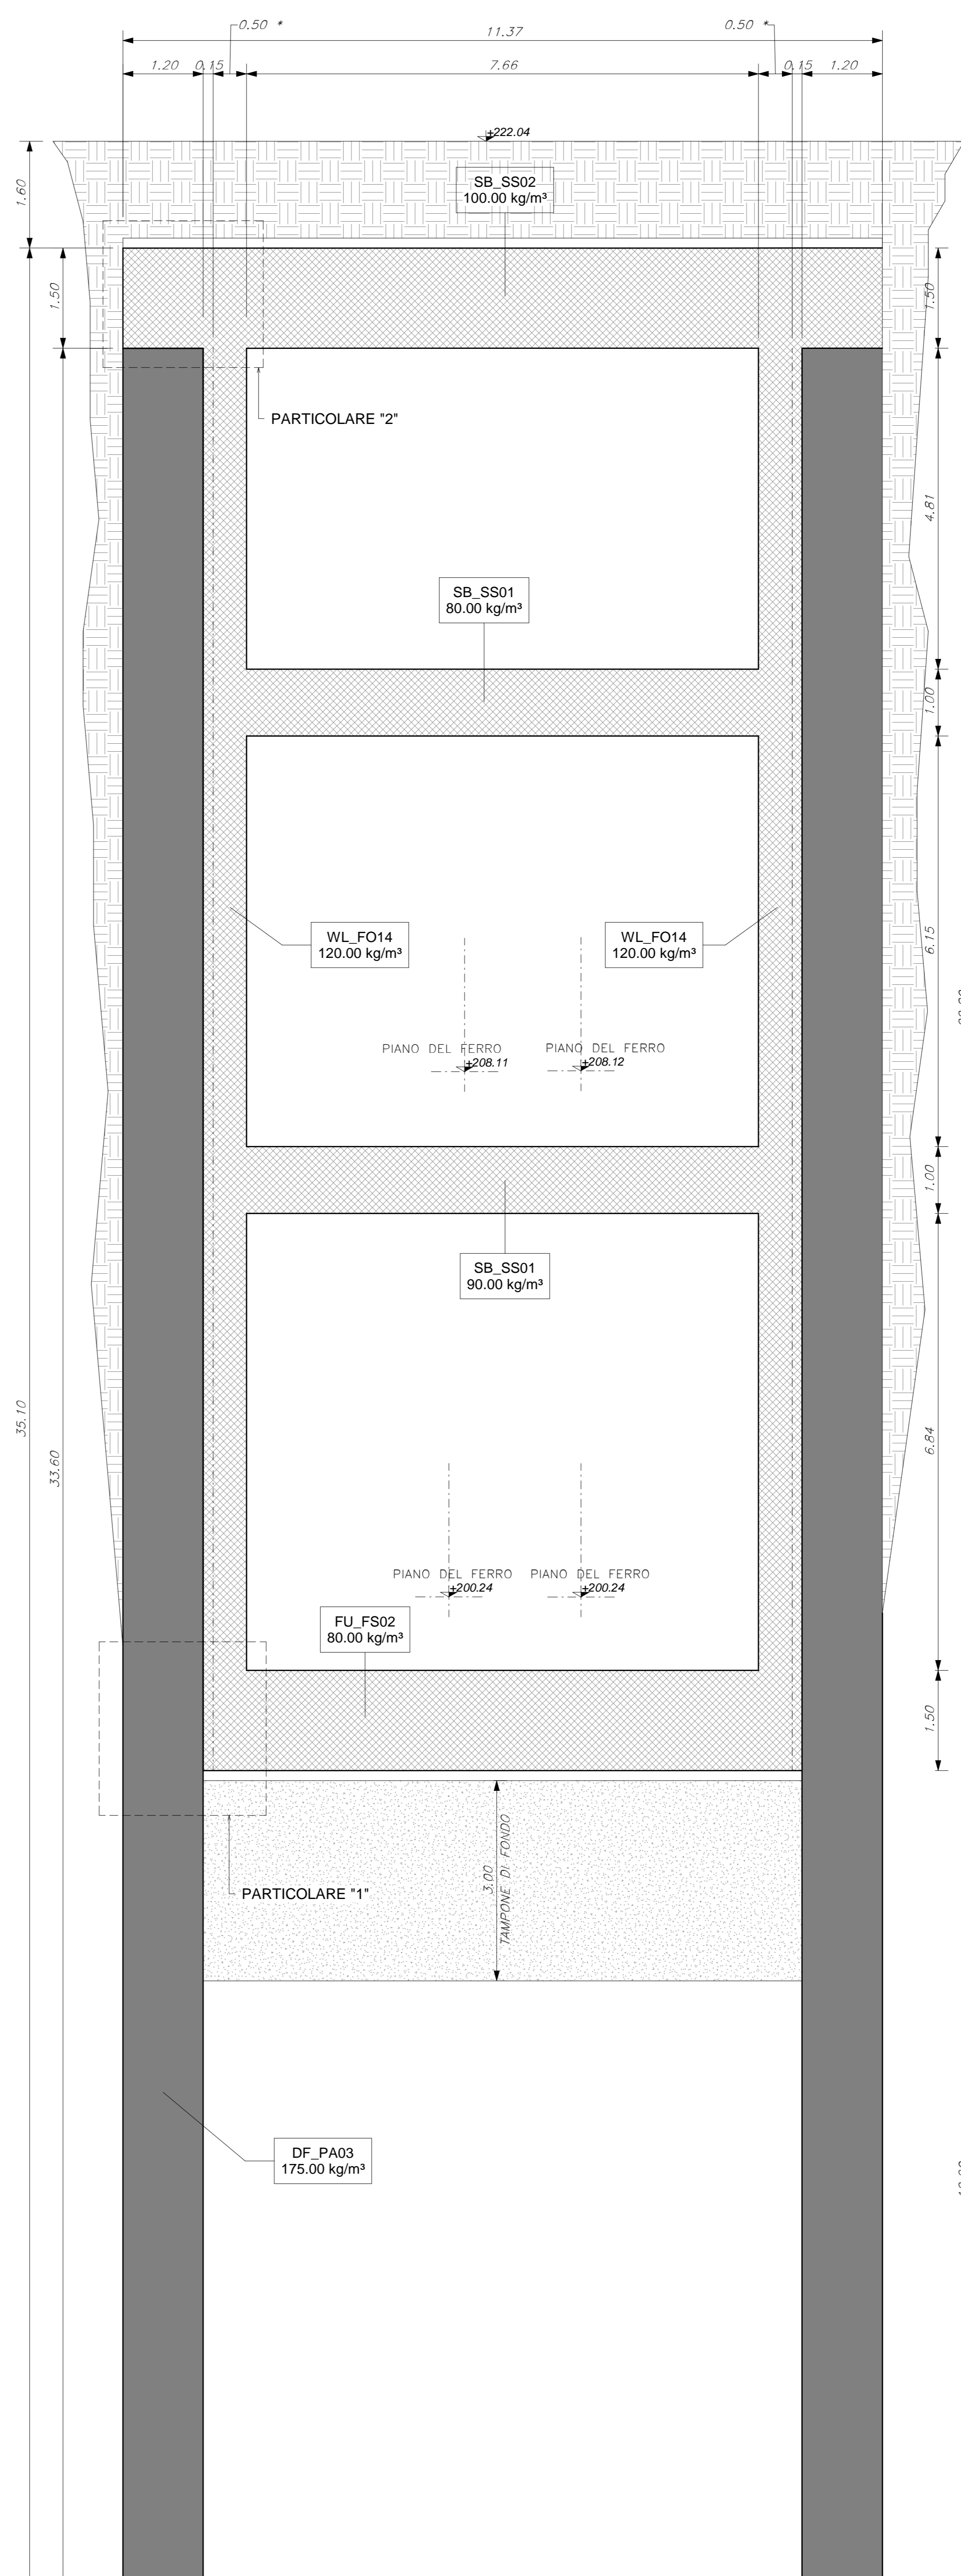 0.50 *
0.50 *
11.37
1.20
0.15
7.66
0.15
1.20
+222.04
1.60
SB_SS02
100.00 kg/m³
1.50
1.50
PARTICOLARE "2"
4.81
SB_SS01
80.00 kg/m³
1.00
WL_FO14
120.00 kg/m³
WL_FO14
120.00 kg/m³
6.15
PIANO DEL FERRO
+208.11
PIANO DEL FERRO
+208.12
1.00
SB_SS01
90.00 kg/m³
35.10
33.60
6.84
PIANO DEL FERRO
+200.24
PIANO DEL FERRO
+200.24
FU_FS02
80.00 kg/m³
1.50
3.00
TAMPONE DI FONDO
PARTICOLARE "1"
DF_PA03
175.00 kg/m³